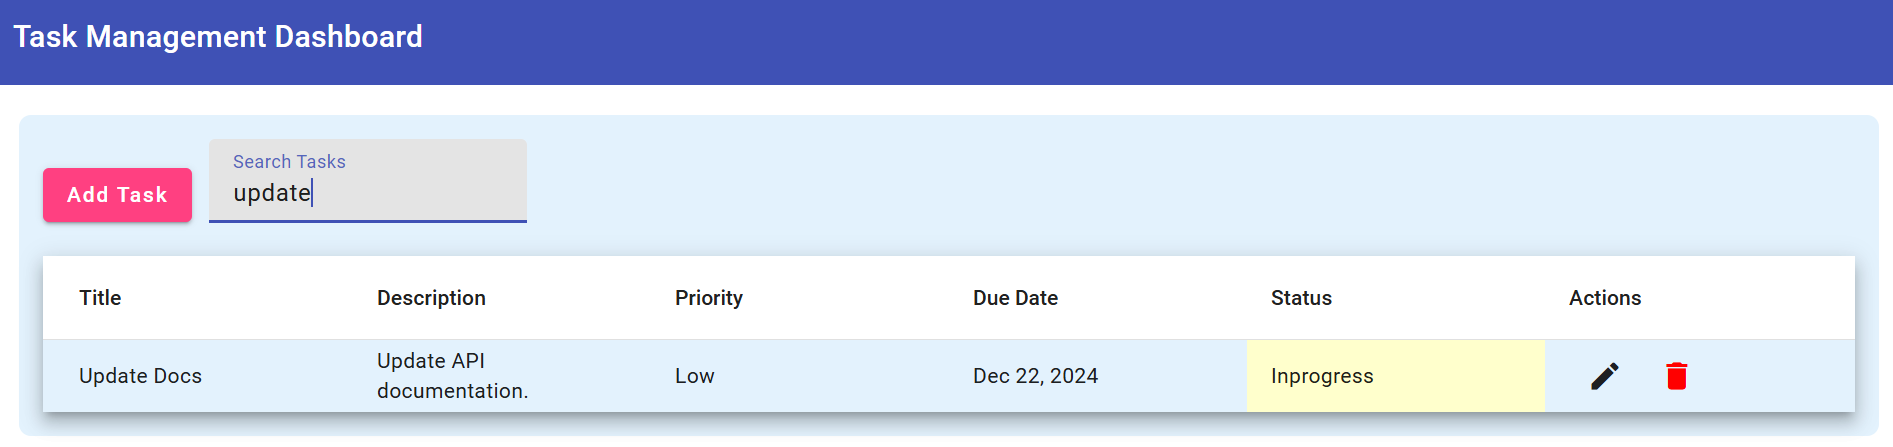 Task Management Dashboard
Search Tasks
Add Task
update
Title Description Priority Due Date Status Actions
Update Docs Update API documentation. Low Dec 22, 2024 Inprogress